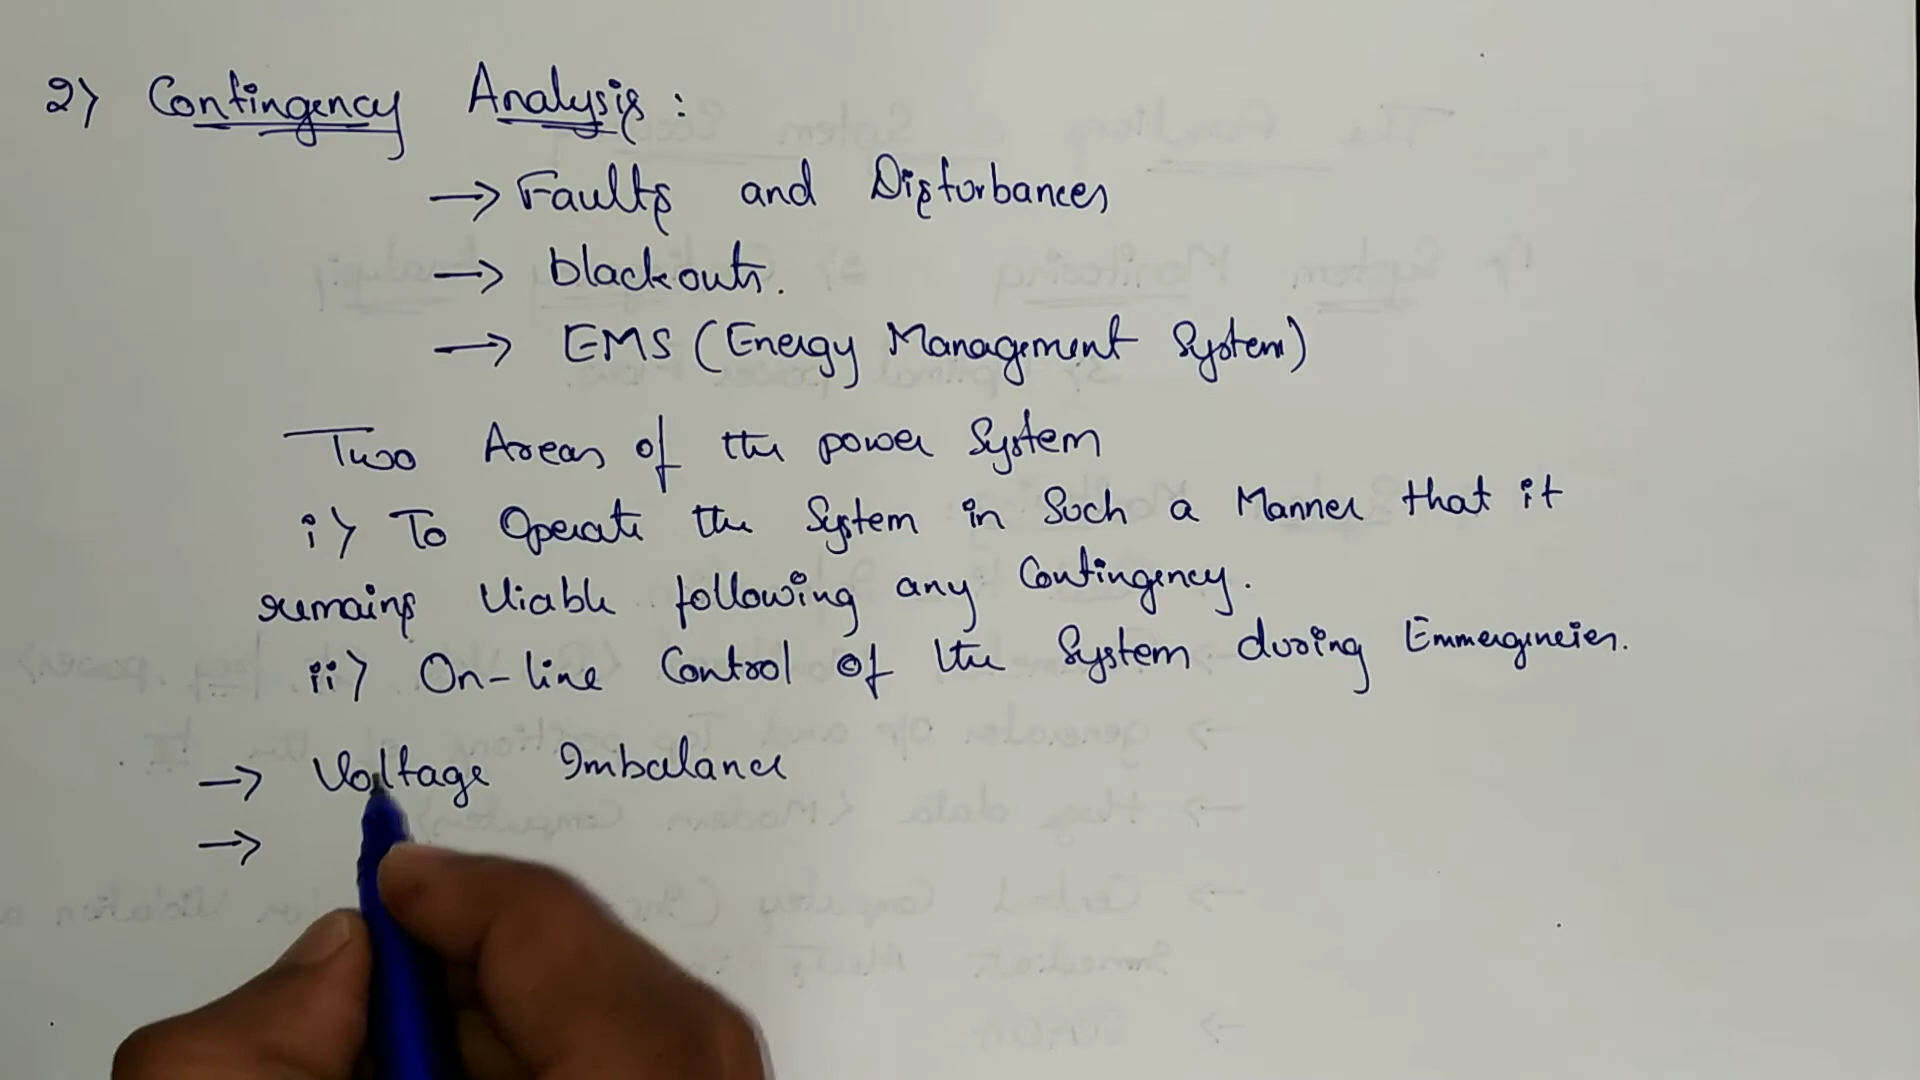 2) Contingency Analysis:
→ Faults and Disturbances
→ blackouts.
→ EMS (Energy Management System)
Two Areas of the power System
i) To Operate the System in Such a Manner that it
remains Viable following any Contingency.
ii) On-line Control of the System during Emmergencies.
→ Voltage Imbalance
→